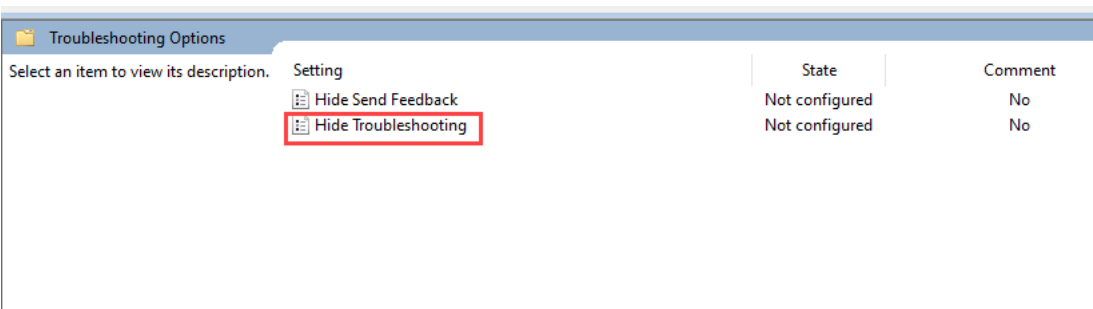 Troubleshooting Options
Select an item to view its description.
Setting State Comment
Hide Send Feedback Not configured No
Hide Troubleshooting Not configured No